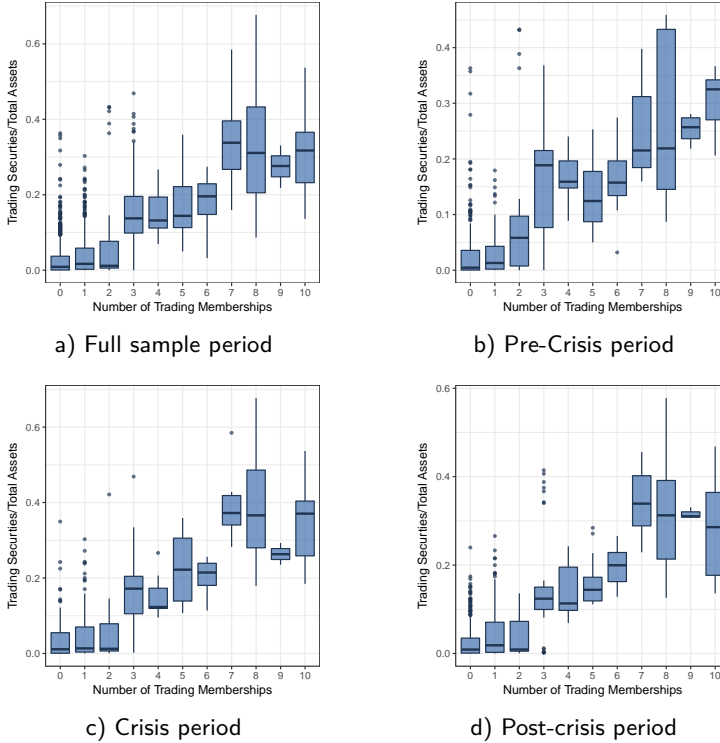 0.6
0.4
0.2
0.0
Trading Securties/Total Assets
0 1 2 3 4 5 6 7 8 9 10
Number of Trading Memberships
a) Full sample period
0.4
0.3
0.2
0.1
0.0
Trading Securties/Total Assets
0 1 2 3 4 5 6 7 8 9 10
Number of Trading Memberships
b) Pre-Crisis period
0.6
0.4
0.2
0.0
Trading Securties/Total Assets
0 1 2 3 4 5 6 7 8 9 10
Number of Trading Memberships
c) Crisis period
0.6
0.4
0.2
0.0
Trading Securties/Total Assets
0 1 2 3 4 5 6 7 8 9 10
Number of Trading Memberships
d) Post-crisis period